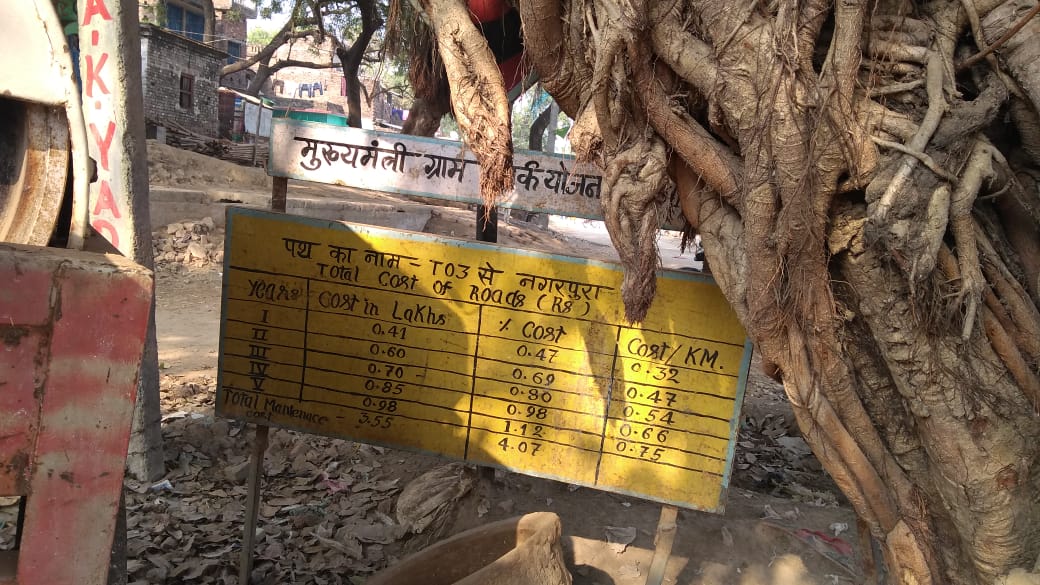 A.K.YAD
मुख्यमंत्री ग्राम र्क योजन
पथ का नाम - T03 से नगरपुरा
Total Cost of Roads (Rs)
Years Cost in Lakhs % Cost Cost/KM.
I 0.41 0.47 0.32
II 0.60 0.69 0.47
III 0.70 0.80 0.54
IV 0.85 0.98 0.66
V 0.98 1.12 0.75
Total Mantenace cost - 3.55 4.07